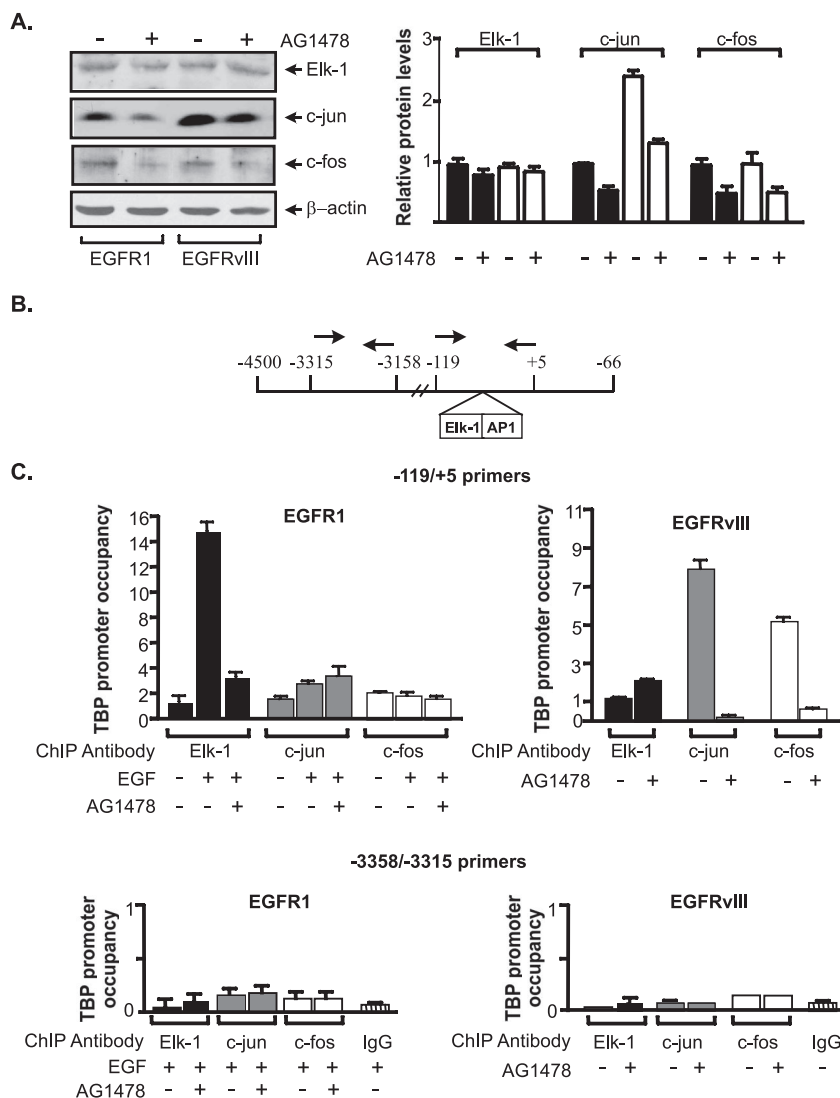 A.
- + - + AG1478
Elk-1
c-jun
c-fos
β–actin
EGFR1 EGFRvIII
Relative protein levels
3
2
1
Elk-1 c-jun c-fos
AG1478 - + - + - + - + - + - +
B.
-4500 -3315 -3158 -119 +5 -66
Elk-1 AP1
C.
-119/+5 primers
EGFR1
TBP promoter occupancy
16
14
12
10
8
6
4
2
0
ChIP Antibody Elk-1 c-jun c-fos
EGF - + + - + + - + +
AG1478 - - + - - + - - +
EGFRvIII
TBP promoter occupancy
11
9
7
5
3
1
0
Elk-1 c-jun c-fos
AG1478 - + - + - +
-3358/-3315 primers
EGFR1
TBP promoter occupancy
1
0
ChIP Antibody Elk-1 c-jun c-fos IgG
EGF + + + + + + +
AG1478 - + - + - + -
EGFRvIII
TBP promoter occupancy
1
0
ChIP Antibody Elk-1 c-jun c-fos IgG
AG1478 - + - + - + -